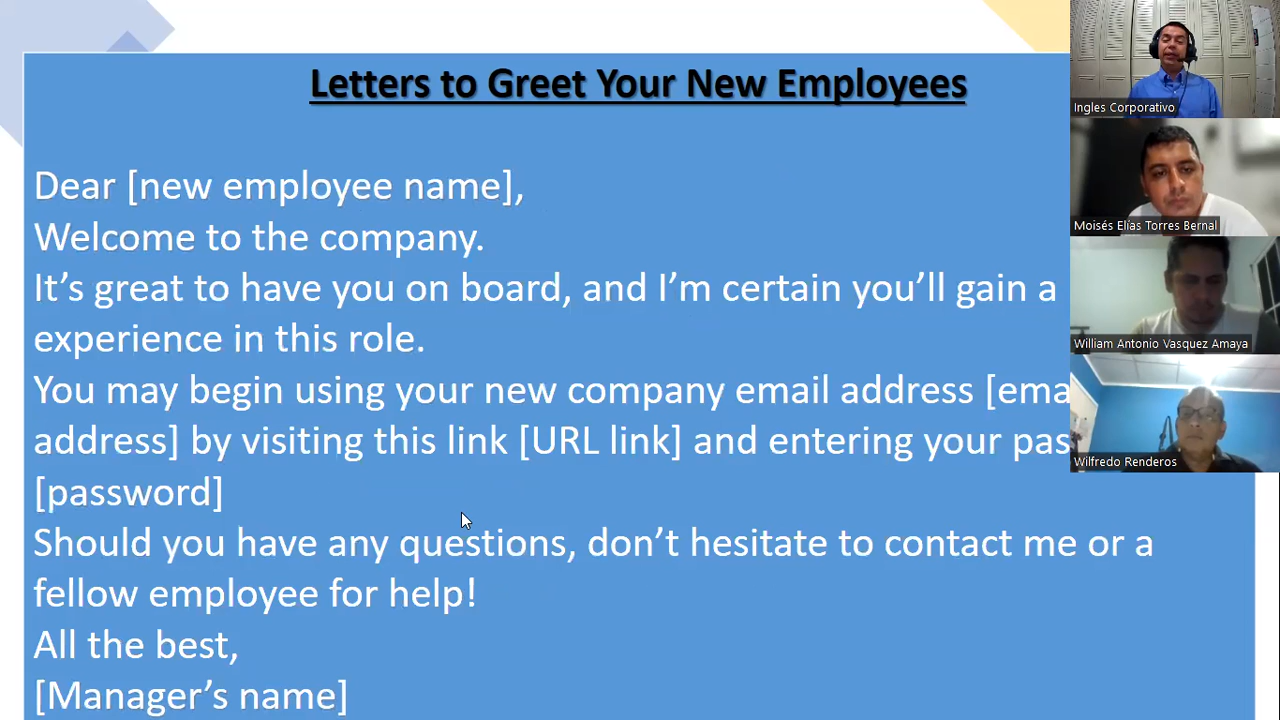 Letters to Greet Your New Employees
Dear [new employee name],
Welcome to the company.
It's great to have you on board, and I'm certain you'll gain a
experience in this role.
You may begin using your new company email address
address] by visiting this link [URL link] and entering your
[password]
Should you have any questions, don't hesitate to contact me or a
fellow employee for help!
All the best,
[Manager's name]
Ingles Corporativo
Moisés Elías Torres Bernal
William Antonio Vasquez Amaya
Wilfredo Renderos